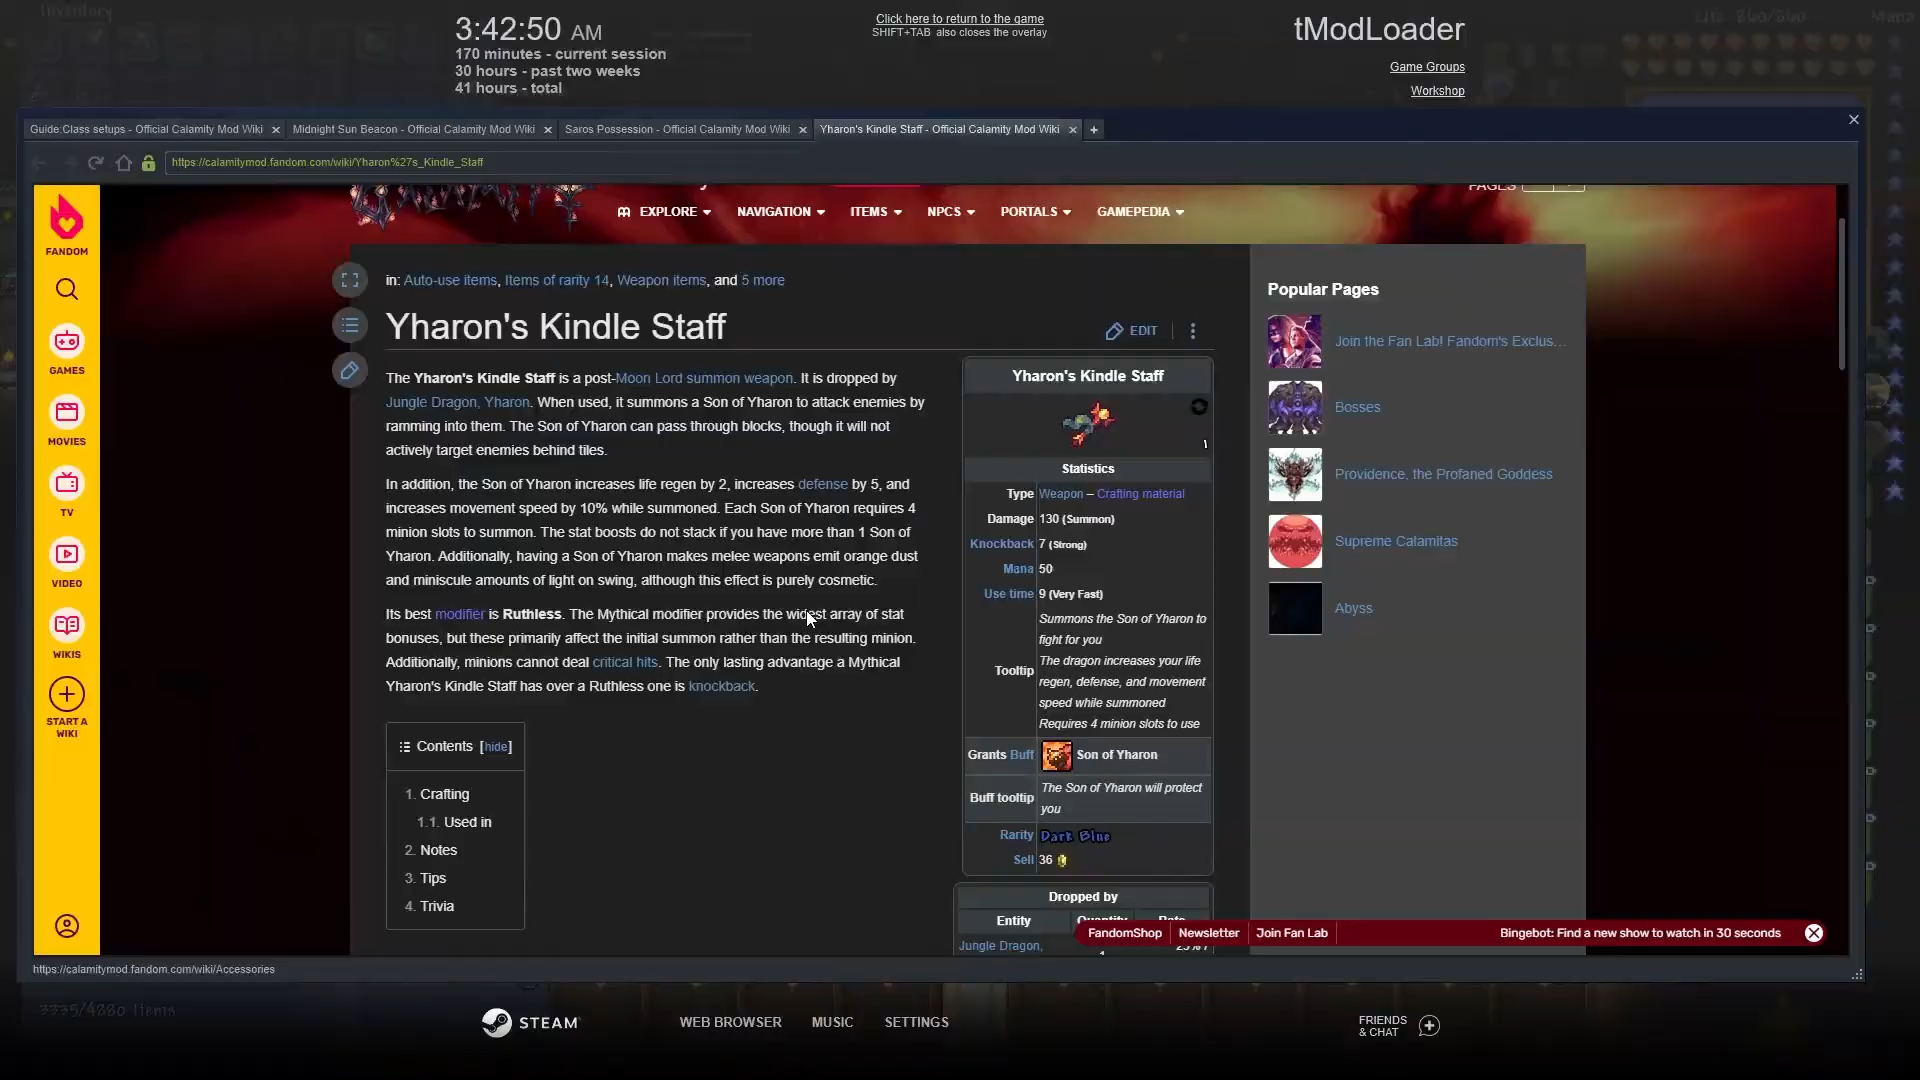 Inventory
3:42:50 AM
170 minutes - current session
30 hours - past two weeks
41 hours - total
Click here to return to the game
SHIFT+TAB also closes the overlay
tModLoader
Game Groups
Workshop
Guide:Class setups - Official Calamity Mod Wiki
Midnight Sun Beacon - Official Calamity Mod Wiki
Saros Possession - Official Calamity Mod Wiki
Yharon's Kindle Staff - Official Calamity Mod Wiki
https://calamitymod.fandom.com/wiki/Yharon%27s_Kindle_Staff
PAGES
EXPLORE NAVIGATION ITEMS NPCS PORTALS GAMEPEDIA
FANDOM
GAMES
MOVIES
TV
VIDEO
WIKIS
START A
WIKI
in: Auto-use items, Items of rarity 14, Weapon items, and 5 more
Yharon's Kindle Staff
EDIT
The Yharon's Kindle Staff is a post-Moon Lord summon weapon. It is dropped by
Jungle Dragon, Yharon. When used, it summons a Son of Yharon to attack enemies by
ramming into them. The Son of Yharon can pass through blocks, though it will not
actively target enemies behind tiles.
In addition, the Son of Yharon increases life regen by 2, increases defense by 5, and
increases movement speed by 10% while summoned. Each Son of Yharon requires 4
minion slots to summon. The stat boosts do not stack if you have more than 1 Son of
Yharon. Additionally, having a Son of Yharon makes melee weapons emit orange dust
and miniscule amounts of light on swing, although this effect is purely cosmetic.
Its best modifier is Ruthless. The Mythical modifier provides the widest array of stat
bonuses, but these primarily affect the initial summon rather than the resulting minion.
Additionally, minions cannot deal critical hits. The only lasting advantage a Mythical
Yharon's Kindle Staff has over a Ruthless one is knockback.
Contents [hide]
1. Crafting
1.1. Used in
2. Notes
3. Tips
4. Trivia
Yharon's Kindle Staff
1
Statistics
Type Weapon – Crafting material
Damage 130 (Summon)
Knockback 7 (Strong)
Mana 50
Use time 9 (Very Fast)
Tooltip
Summons the Son of Yharon to
fight for you
The dragon increases your life
regen, defense, and movement
speed while summoned
Requires 4 minion slots to use
Grants Buff Son of Yharon
Buff tooltip
The Son of Yharon will protect
you
Rarity Dark Blue
Sell 36
Dropped by
Entity Quantity Rate
Jungle Dragon,
1
Popular Pages
Join the Fan Lab! Fandom's Exclus...
Bosses
Providence, the Profaned Goddess
Supreme Calamitas
Abyss
FandomShop Newsletter Join Fan Lab
Bingebot: Find a new show to watch in 30 seconds
https://calamitymod.fandom.com/wiki/Accessories
STEAM
WEB BROWSER MUSIC SETTINGS
FRIENDS
& CHAT